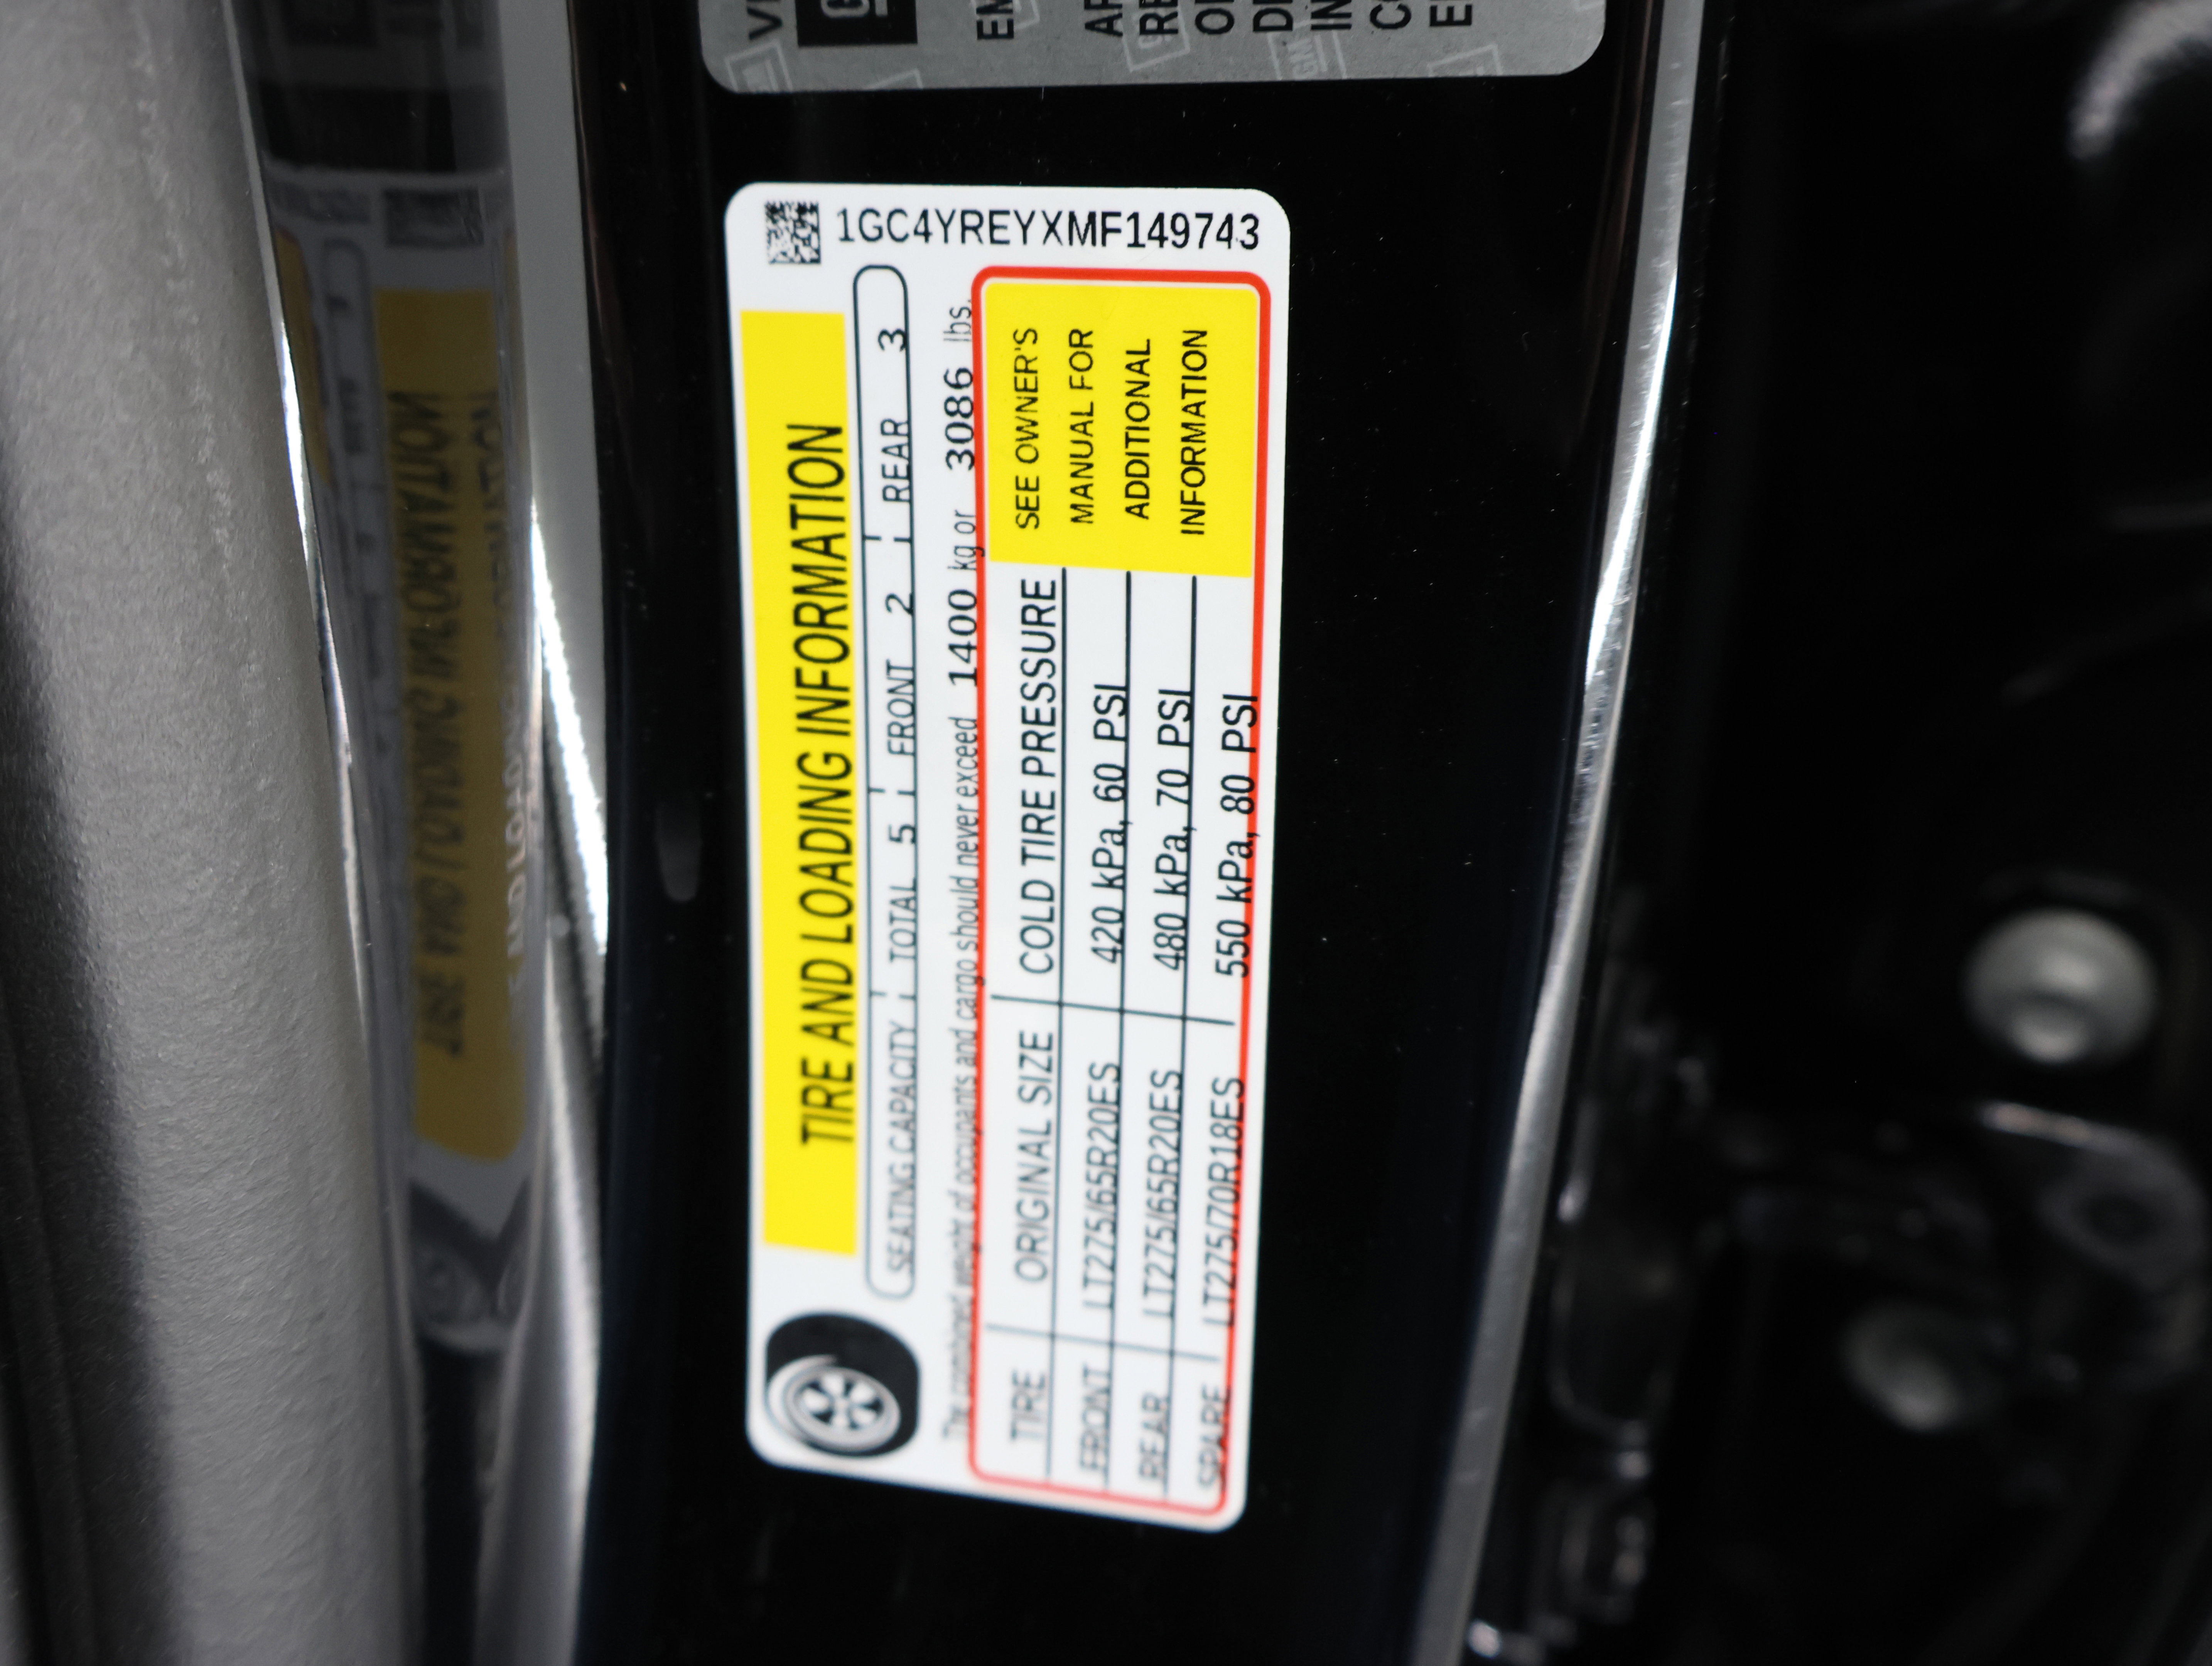 1GC4YREYXMF149743
TIRE AND LOADING INFORMATION
SEATING CAPACITY TOTAL 5 FRONT 2 REAR 3
The combined weight of occupants and cargo should never exceed 1400 kg or 3086 lbs.
TIRE ORIGINAL SIZE COLD TIRE PRESSURE
FRONT LT275/65R20ES 420 kPa, 60 PSI
REAR LT275/65R20ES 480 kPa, 70 PSI
SPARE LT275/70R18ES 550 kPa, 80 PSI
SEE OWNER'S
MANUAL FOR
ADDITIONAL
INFORMATION
GM